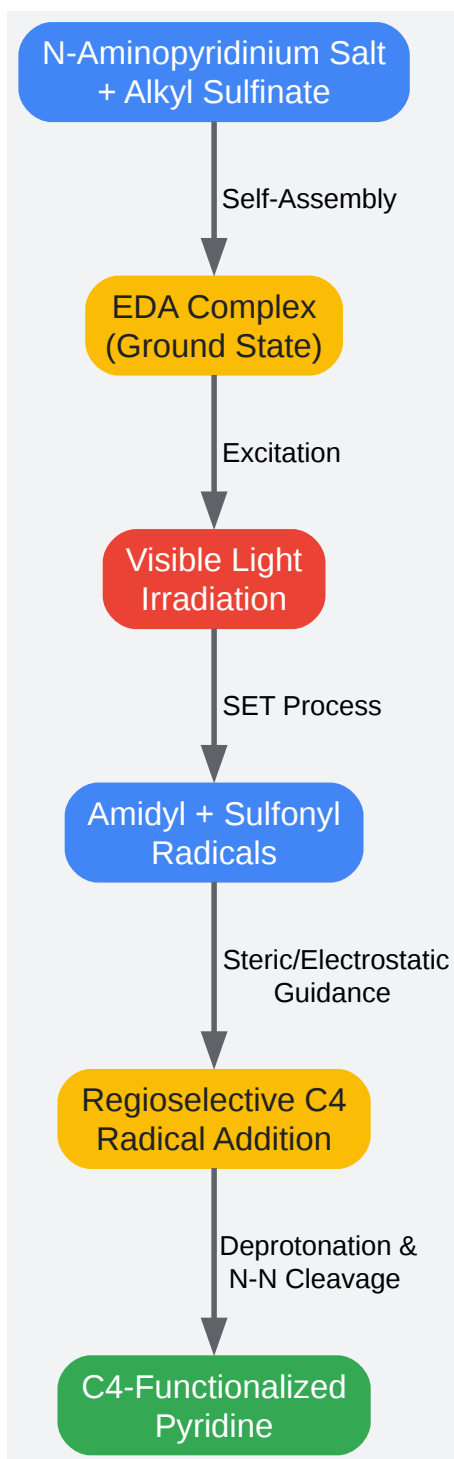 N-Aminopyridinium Salt
+ Alkyl Sulfinate
Self-Assembly
EDA Complex
(Ground State)
Excitation
Visible Light
Irradiation
SET Process
Amidyl + Sulfonyl
Radicals
Steric/Electrostatic
Guidance
Regioselective C4
Radical Addition
Deprotonation &
N-N Cleavage
C4-Functionalized
Pyridine